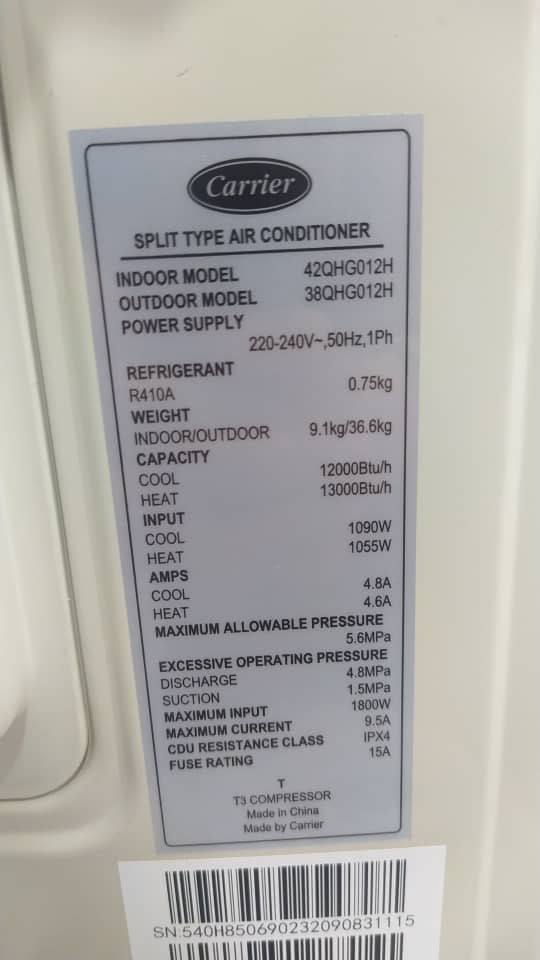 Carrier
SPLIT TYPE AIR CONDITIONER
INDOOR MODEL 42QHG012H
OUTDOOR MODEL 38QHG012H
POWER SUPPLY
220-240V~,50Hz,1Ph
REFRIGERANT
R410A 0.75kg
WEIGHT
INDOOR/OUTDOOR 9.1kg/36.6kg
CAPACITY
COOL 12000Btu/h
HEAT 13000Btu/h
INPUT
COOL 1090W
HEAT 1055W
AMPS
COOL 4.8A
HEAT 4.6A
MAXIMUM ALLOWABLE PRESSURE
5.6MPa
EXCESSIVE OPERATING PRESSURE
DISCHARGE 4.8MPa
SUCTION 1.5MPa
MAXIMUM INPUT 1800W
MAXIMUM CURRENT 9.5A
CDU RESISTANCE CLASS IPX4
FUSE RATING 15A
T
T3 COMPRESSOR
Made in China
Made by Carrier
SN:540H850690232090831115